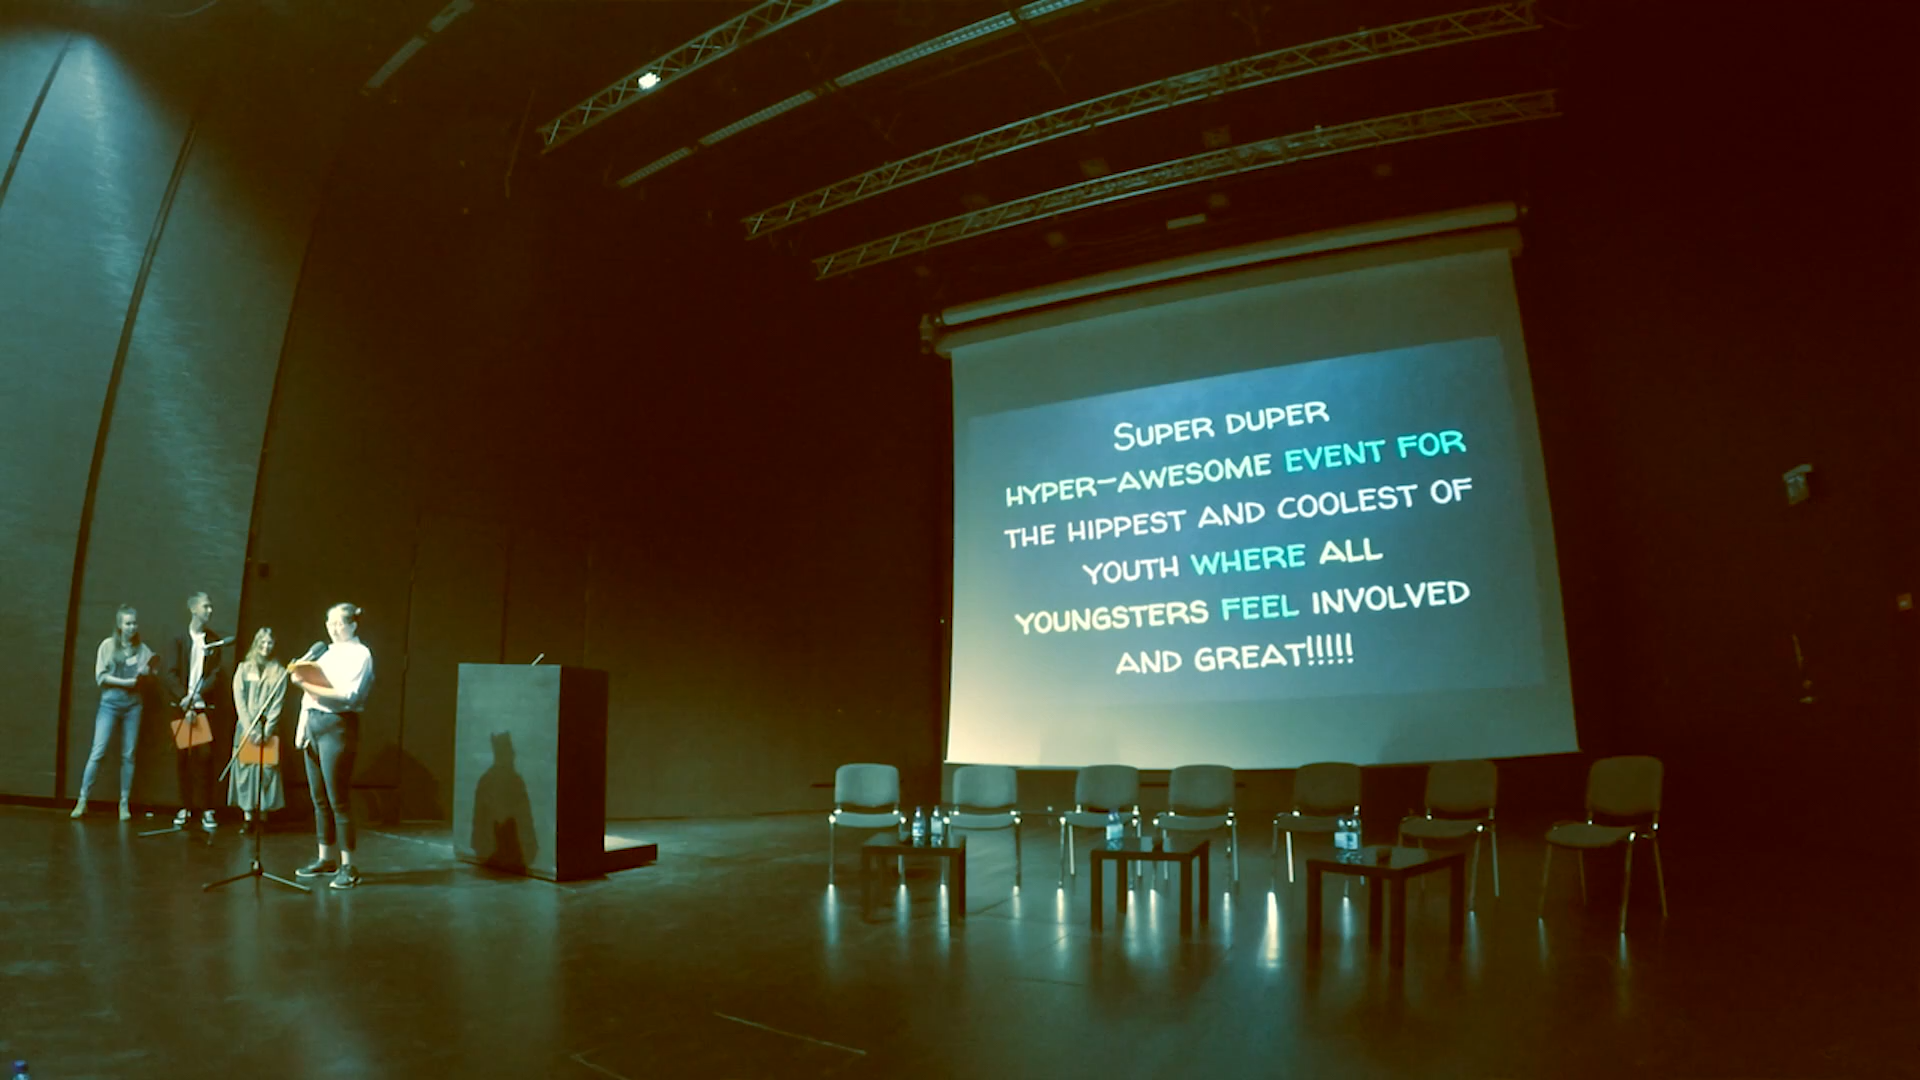 SUPER DUPER
HYPER-AWESOME EVENT FOR
THE HIPPEST AND COOLEST OF
YOUTH WHERE ALL
YOUNGSTERS FEEL INVOLVED
AND GREAT!!!!!